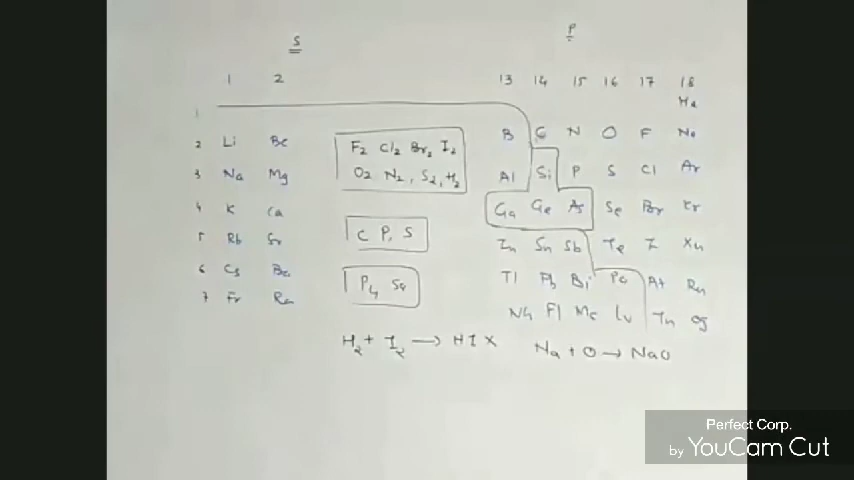 S P
1 2 13 14 15 16 17 18
1 He
2 Li Be F2 Cl2 Br2 I2 B C N O F Ne
3 Na Mg O2 N2, S2, H2 Al Si P S Cl Ar
4 K Ca Ga Ge As Se Br Kr
5 Rb Sr C P, S In Sn Sb Te I Xn
6 Cs Ba P4 S8 Tl Pb Bi Po At Rn
7 Fr Ra Nh Fl Mc Lv Tn Og
H2 + I2 → HI X Na + O → NaO
Perfect Corp.
by YouCam Cut